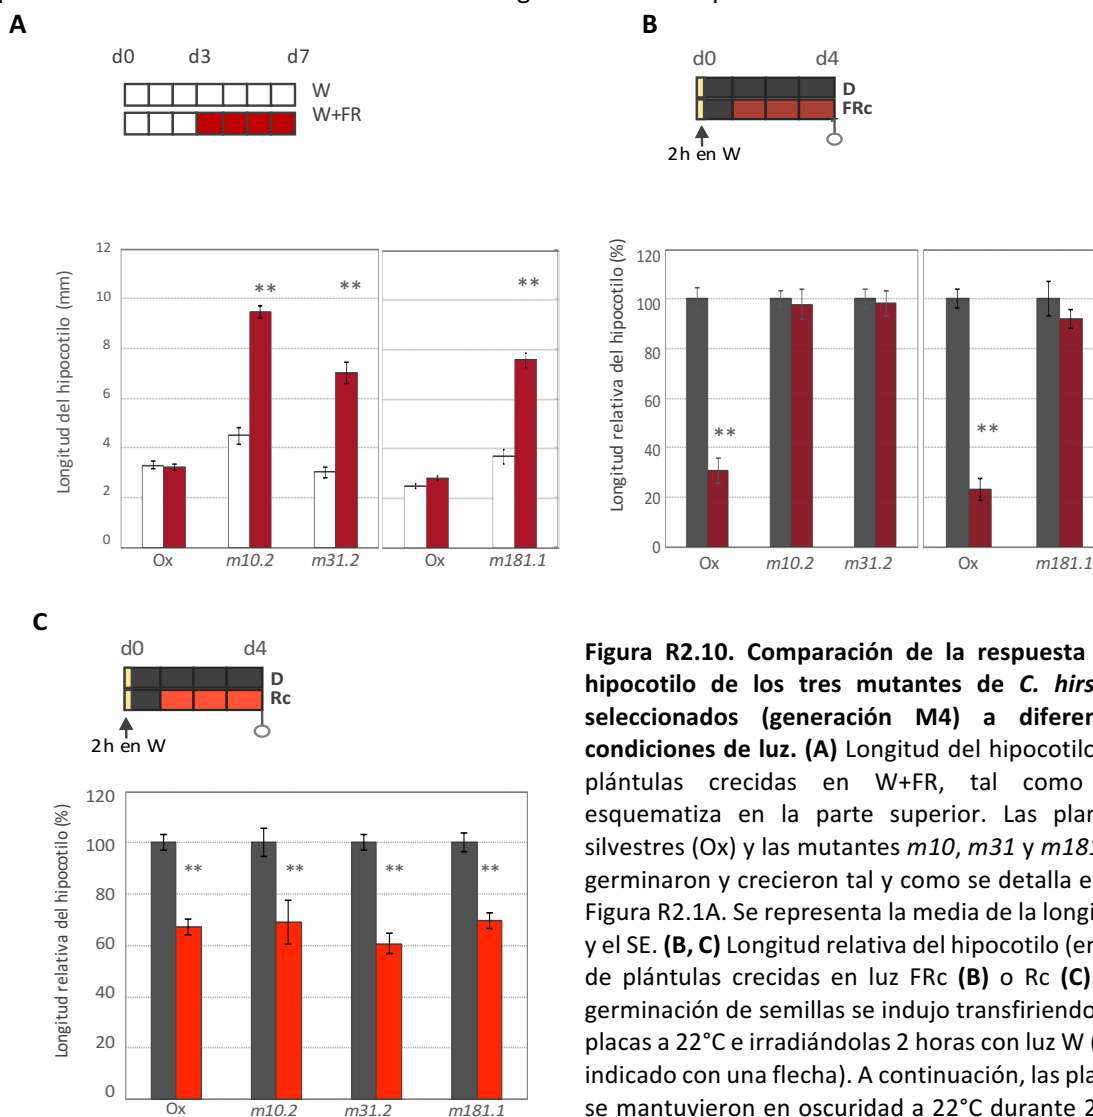 A
d0 d3 d7
W
W+FR
Longitud del hipocotilo (mm)
12
10
8
6
4
2
0
**
**
**
Ox m10.2 m31.2 Ox m181.1
B
d0 d4
D
FRc
2h en W
Longitud relativa del hipocotilo (%)
120
100
80
60
40
20
0
**
**
Ox m10.2 m31.2 Ox m181.1
C
d0 d4
D
Rc
2h en W
Longitud relativa del hipocotilo (%)
120
100
80
60
40
20
0
** ** ** **
Ox m10.2 m31.2 m181.1
Figura R2.10. Comparación de la respuesta
hipocotilo de los tres mutantes de C. hirs
seleccionados (generación M4) a diferen
condiciones de luz. (A) Longitud del hipocotilo
plántulas crecidas en W+FR, tal como
esquematiza en la parte superior. Las plan
silvestres (Ox) y las mutantes m10, m31 y m181
germinaron y crecieron tal y como se detalla e
Figura R2.1A. Se representa la media de la longi
y el SE. (B, C) Longitud relativa del hipocotilo (en
de plántulas crecidas en luz FRc (B) o Rc (C).
germinación de semillas se indujo transfiriendo
placas a 22°C e irradiándolas 2 horas con luz W (
indicado con una flecha). A continuación, las pla
se mantuvieron en oscuridad a 22°C durante 2